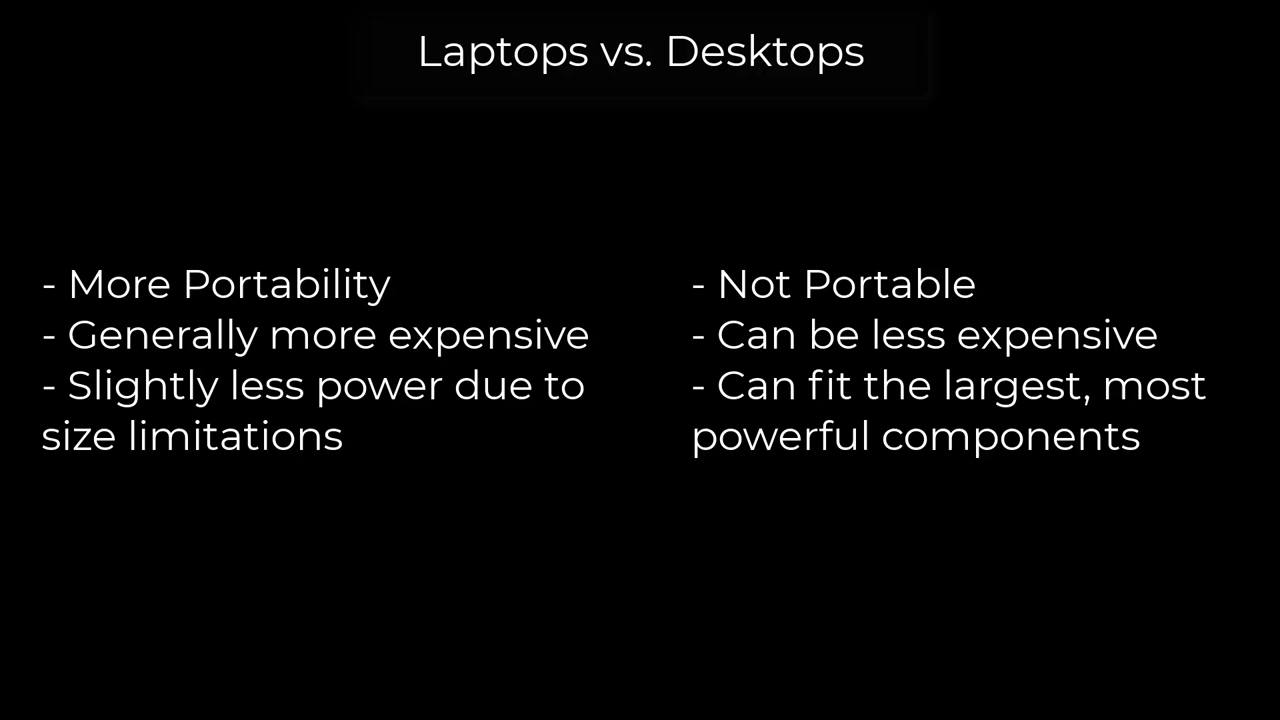 Laptops vs. Desktops
- More Portability
- Generally more expensive
- Slightly less power due to
size limitations
- Not Portable
- Can be less expensive
- Can fit the largest, most
powerful components